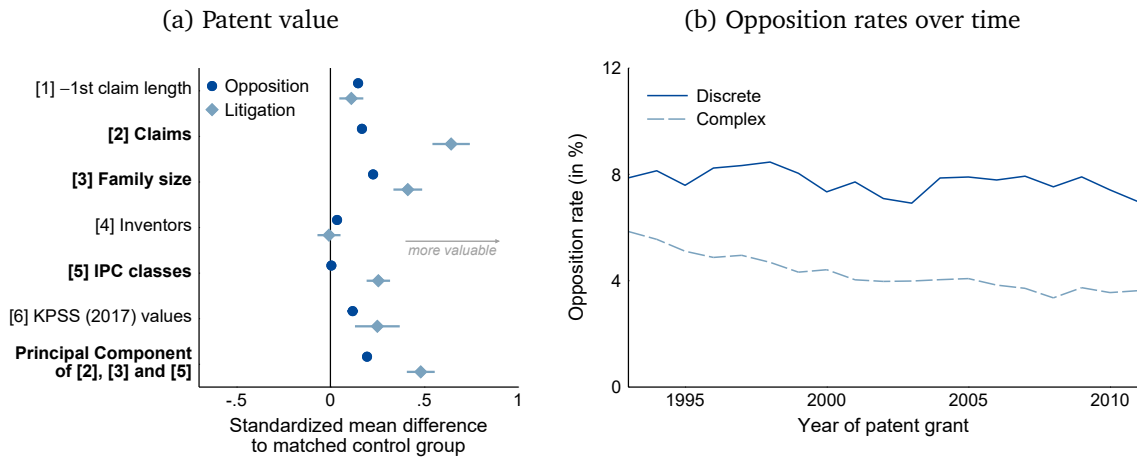 (a) Patent value
[1] –1st claim length
[2] Claims
[3] Family size
[4] Inventors
[5] IPC classes
[6] KPSS (2017) values
Principal Component
of [2], [3] and [5]
Opposition
Litigation
more valuable
-.5
0
.5
1
Standardized mean difference
to matched control group
(b) Opposition rates over time
Opposition rate (in %)
12
8
4
0
Discrete
Complex
1995
2000
2005
2010
Year of patent grant